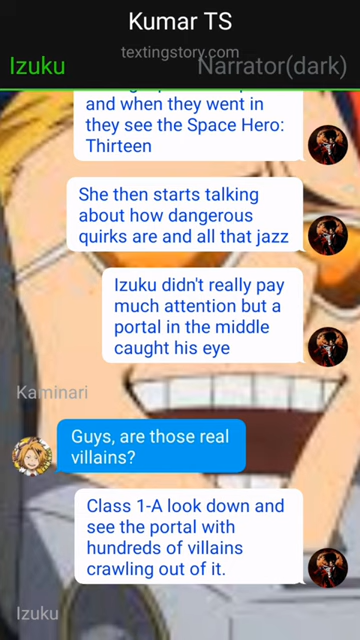 Kumar TS
textingstory.com
Izuku
Narrator(dark)
and when they went in
they see the Space Hero:
Thirteen
She then starts talking
about how dangerous
quirks are and all that jazz
Izuku didn't really pay
much attention but a
portal in the middle
caught his eye
Kaminari
Guys, are those real
villains?
Class 1-A look down and
see the portal with
hundreds of villains
crawling out of it.
Izuku